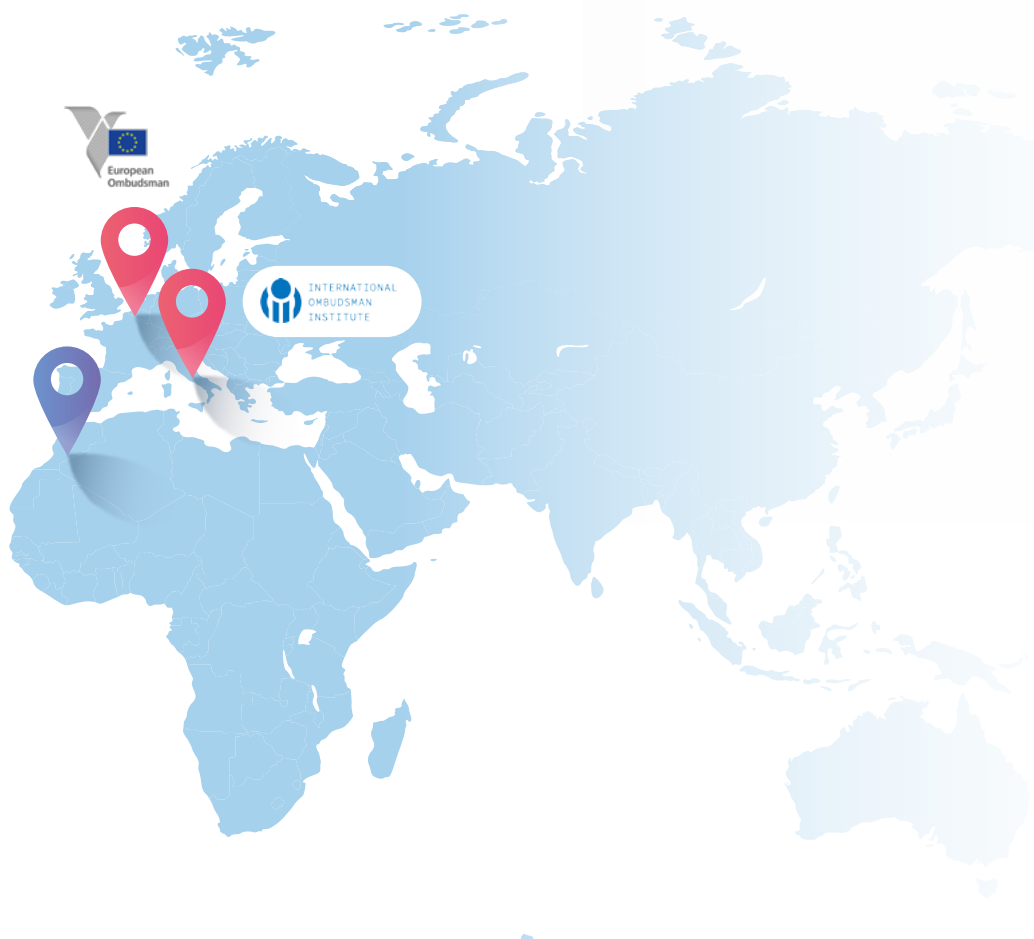 European
Ombudsman
INTERNATIONAL
OMBUDSMAN
INSTITUTE